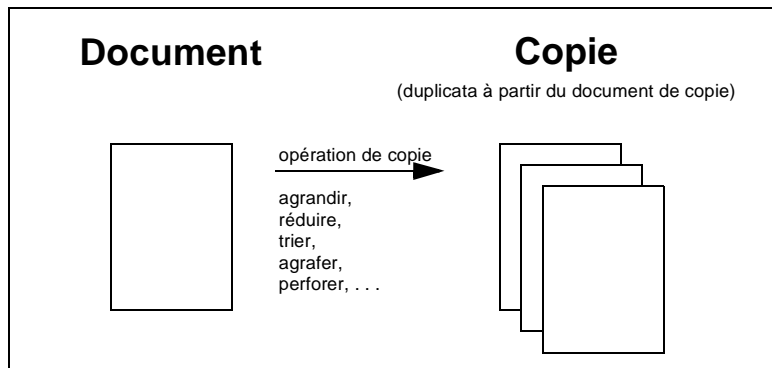 Document
Copie
(duplicata à partir du document de copie)
opération de copie
agrandir,
réduire,
trier,
agrafer,
perforer, . . .